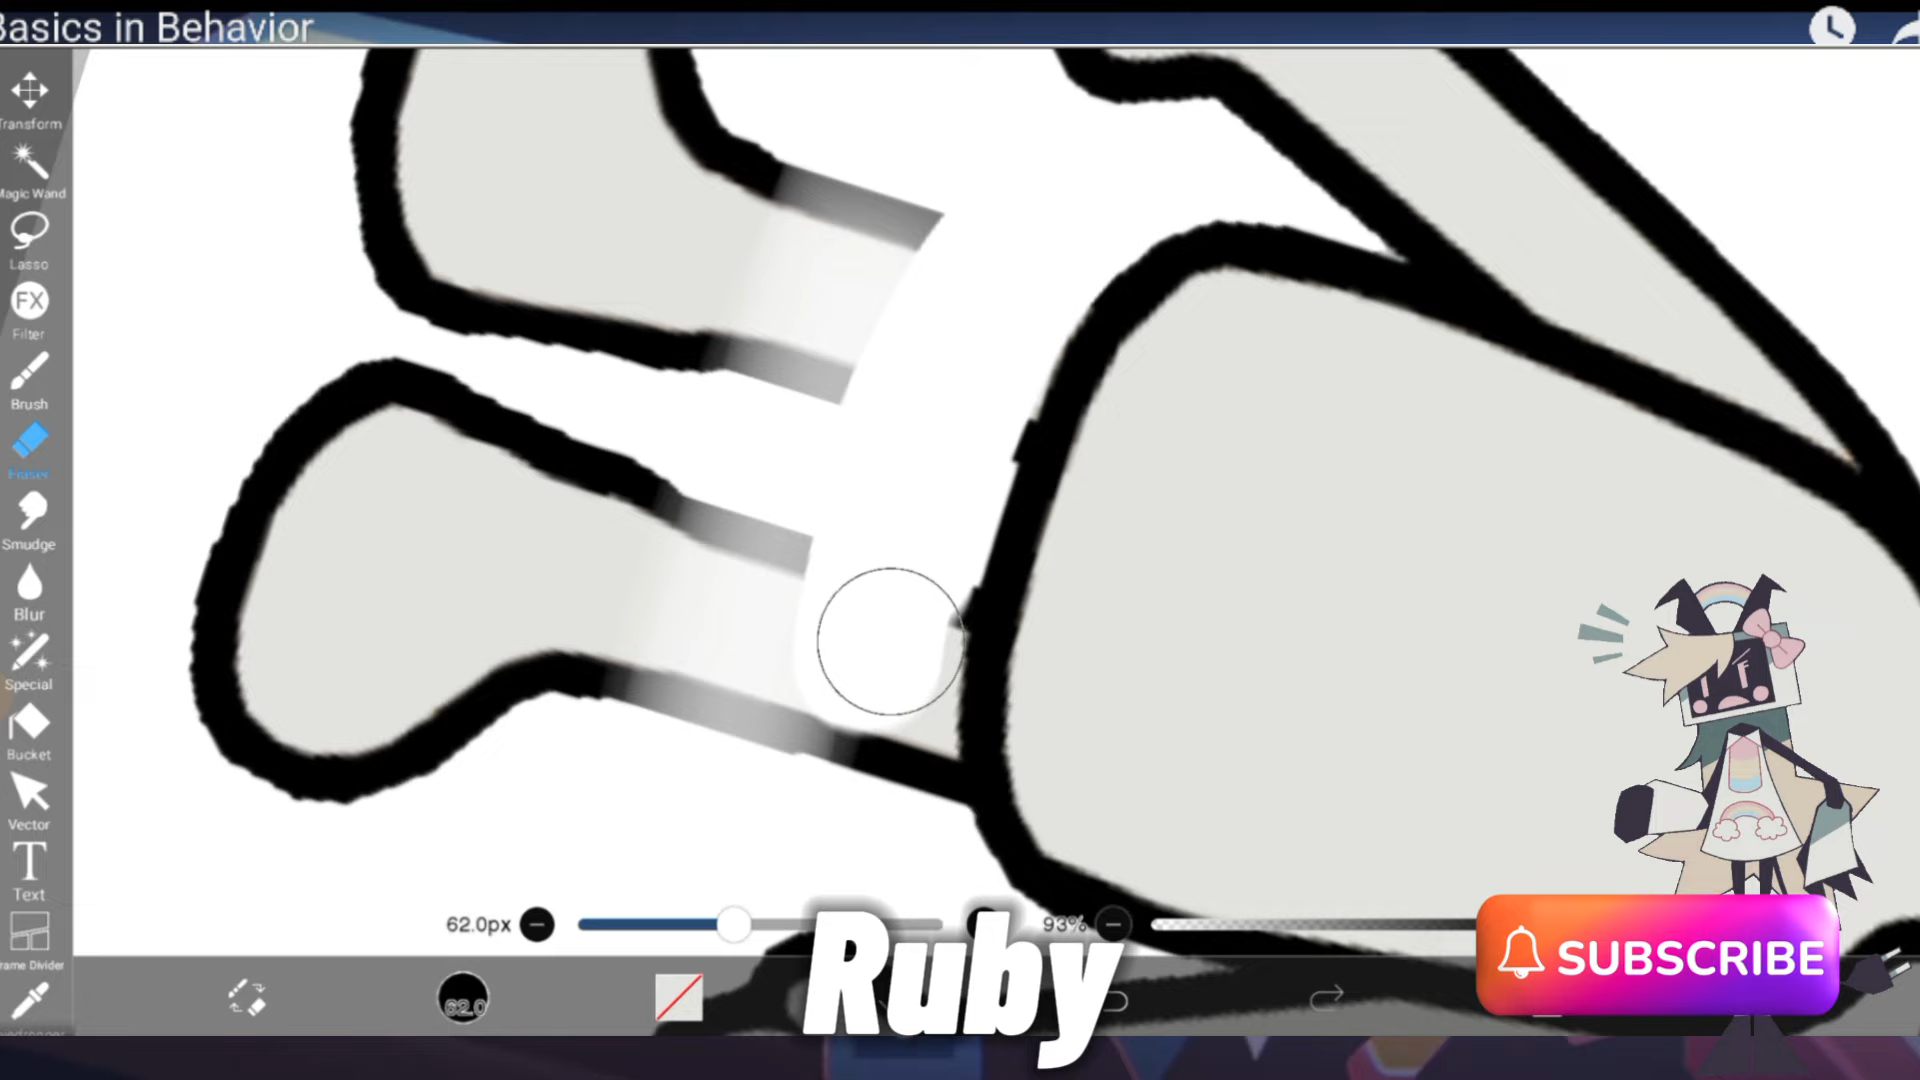 Basics in Behavior
Transform
Magic Wand
Lasso
FX
Filter
Brush
Eraser
Smudge
Blur
Special
Bucket
Vector
T
Text
rame Divider
62.0px
93%
62.0
Ruby
SUBSCRIBE